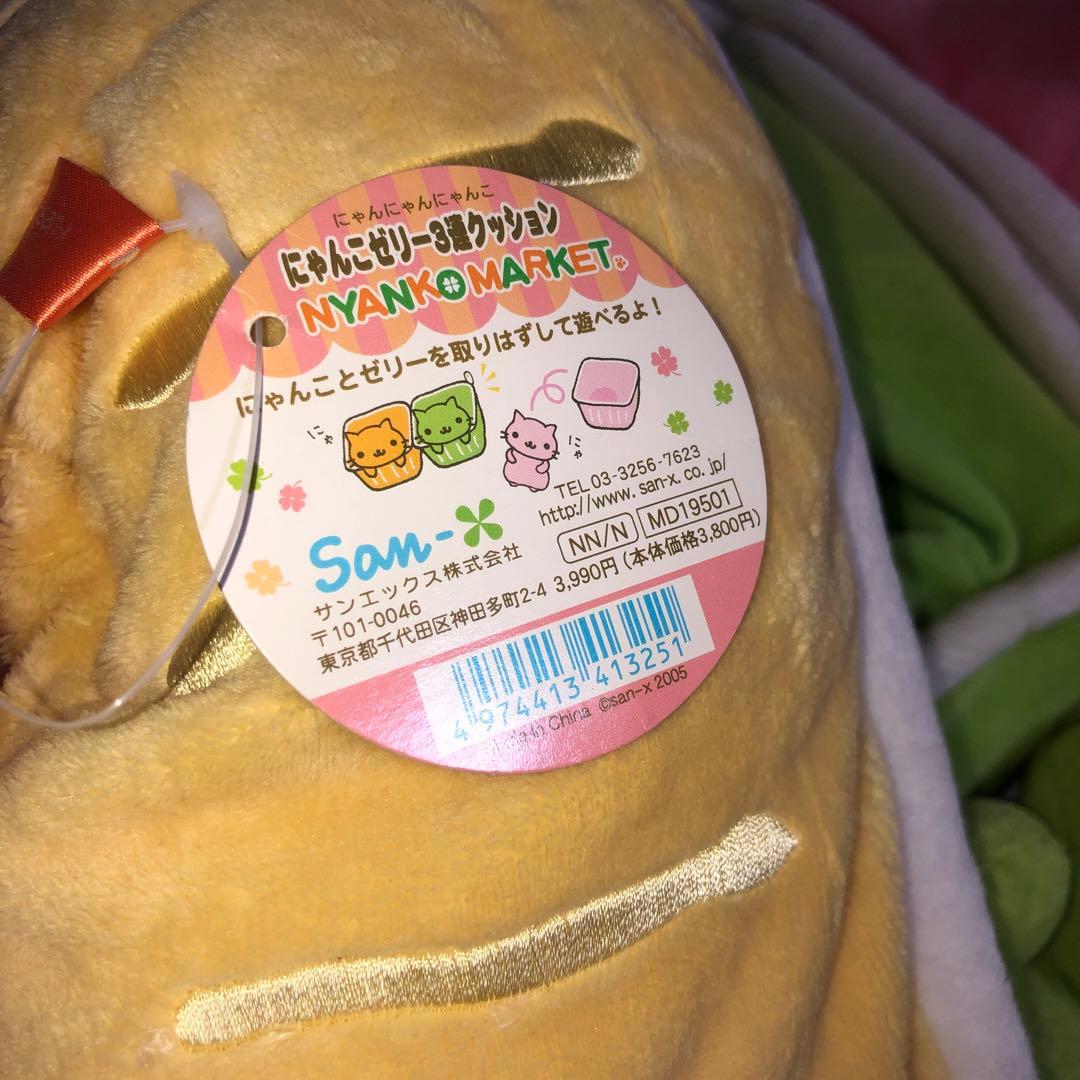 にゃんにゃんにゃんこ
にゃんこゼリー3連クッション
NYANKO MARKET
にゃんことゼリーを取りはずして遊べるよ!
にゃ
にゃ
TEL 03-3256-7623
http://www.san-x.co.jp/
NN/N MD19501
3,990円(本体価格3,800円)
San-X
サンエックス株式会社
〒101-0046
東京都千代田区神田多町2-4
4 974413 413251
Made in China ©san-x 2005